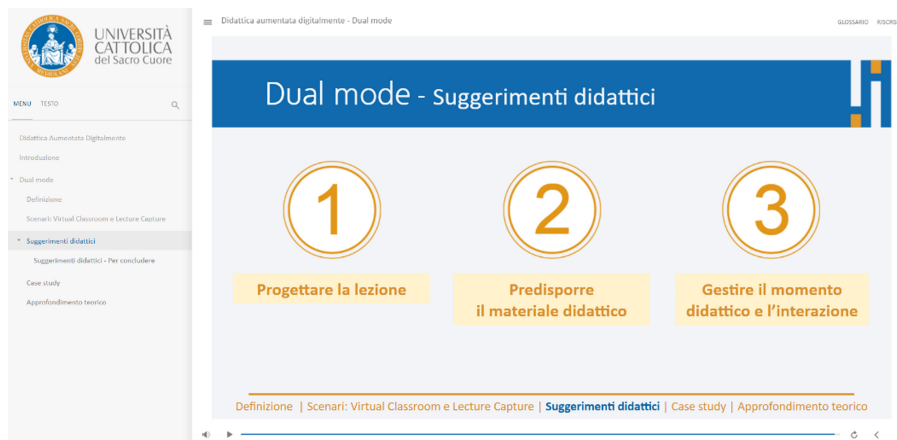 UNIVERSITÀ
CATTOLICA
del Sacro Cuore
MENU TESTO
Didattica Aumentata Digitalmente
Introduzione
Dual mode
Definizione
Scenari: Virtual Classroom e Lecture Capture
Suggerimenti didattici
Suggerimenti didattici - Per concludere
Case study
Approfondimento teorico
Didattica aumentata digitalmente - Dual mode
GLOSSARIO RISORS
Dual mode - Suggerimenti didattici
1
2
3
Progettare la lezione
Predisporre
il materiale didattico
Gestire il momento
didattico e l'interazione
Definizione | Scenari: Virtual Classroom e Lecture Capture | Suggerimenti didattici | Case study | Approfondimento teorico